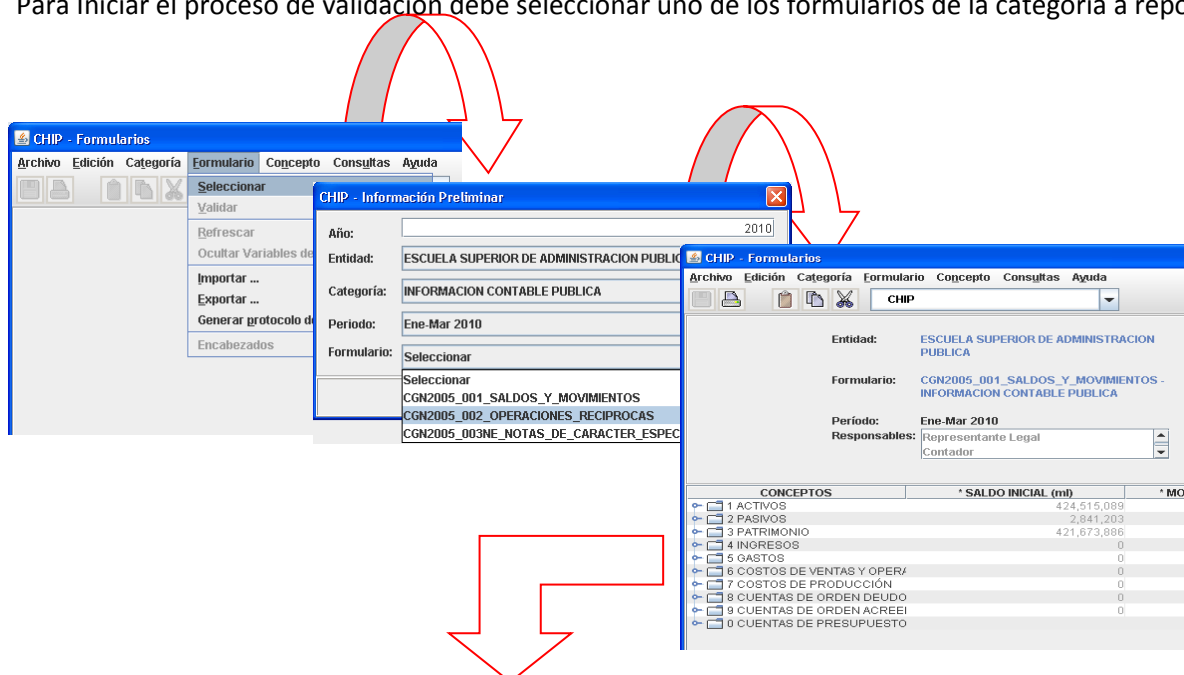 Para iniciar el proceso de validación debe seleccionar uno de los formularios de la categoría a repo
CHIP - Formularios
Archivo Edición Categoría Formulario Concepto Consultas Ayuda
Seleccionar
Validar
Refrescar
Ocultar Variables de
Importar ...
Exportar ...
Generar protocolo d
Encabezados
CHIP - Información Preliminar
Año: 2010
Entidad: ESCUELA SUPERIOR DE ADMINISTRACION PUBLIC
Categoría: INFORMACION CONTABLE PUBLICA
Periodo: Ene-Mar 2010
Formulario: Seleccionar
Seleccionar
CGN2005_001_SALDOS_Y_MOVIMIENTOS
CGN2005_002_OPERACIONES_RECIPROCAS
CGN2005_003NE_NOTAS_DE_CARACTER_ESPEC
CHIP - Formularios
Archivo Edición Categoría Formulario Concepto Consultas Ayuda
CHIP
Entidad: ESCUELA SUPERIOR DE ADMINISTRACION
PUBLICA
Formulario: CGN2005_001_SALDOS_Y_MOVIMIENTOS -
INFORMACION CONTABLE PUBLICA
Período: Ene-Mar 2010
Responsables: Representante Legal
Contador
CONCEPTOS * SALDO INICIAL (ml) * MO
1 ACTIVOS 424,515,089
2 PASIVOS 2,841,203
3 PATRIMONIO 421,673,886
4 INGRESOS 0
5 GASTOS 0
6 COSTOS DE VENTAS Y OPERA 0
7 COSTOS DE PRODUCCIÓN 0
8 CUENTAS DE ORDEN DEUDO 0
9 CUENTAS DE ORDEN ACREEI 0
0 CUENTAS DE PRESUPUESTO